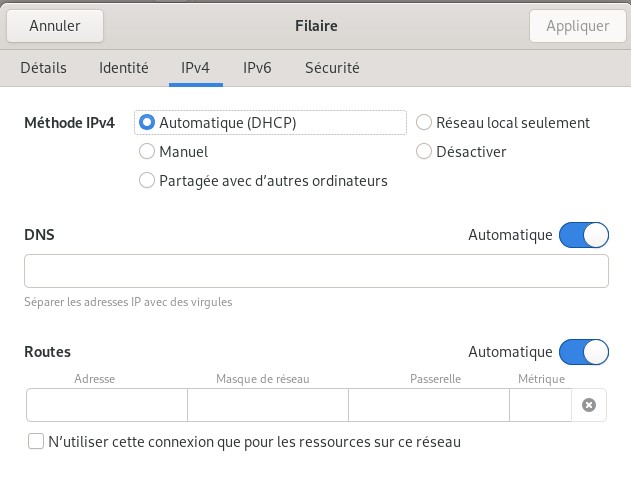 Annuler Filaire Appliquer
Détails Identité IPv4 IPv6 Sécurité
Méthode IPv4 Automatique (DHCP) Réseau local seulement
Manuel Désactiver
Partagée avec d’autres ordinateurs
DNS Automatique
Séparer les adresses IP avec des virgules
Routes Automatique
Adresse Masque de réseau Passerelle Métrique
N’utiliser cette connexion que pour les ressources sur ce réseau